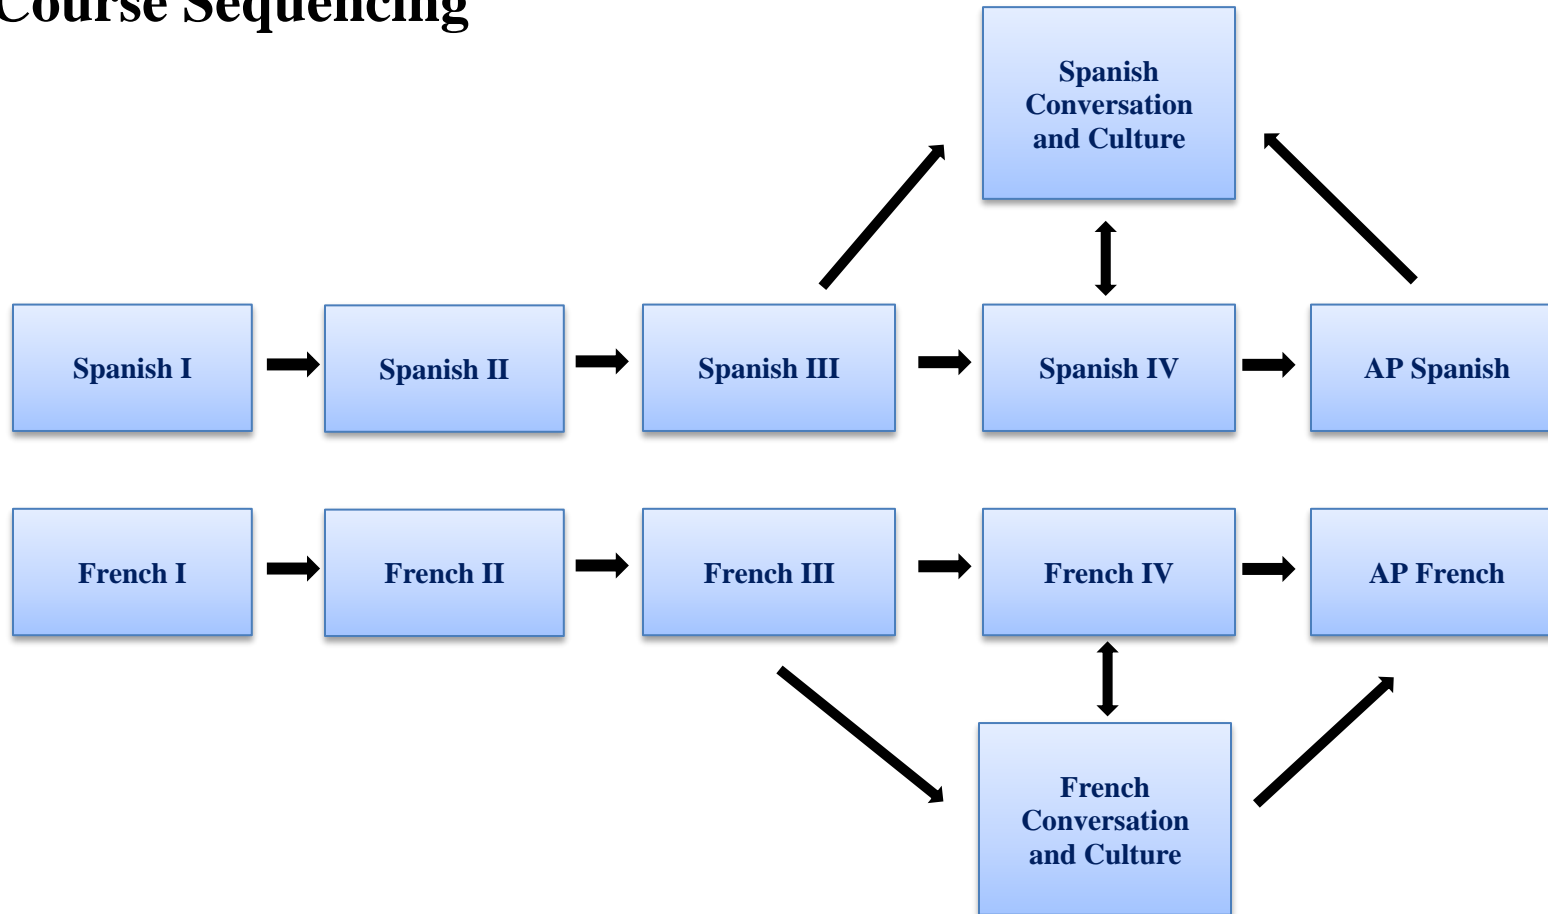 Course Sequencing
Spanish
Conversation
and Culture
Spanish I
Spanish II
Spanish III
Spanish IV
AP Spanish
French I
French II
French III
French IV
AP French
French
Conversation
and Culture